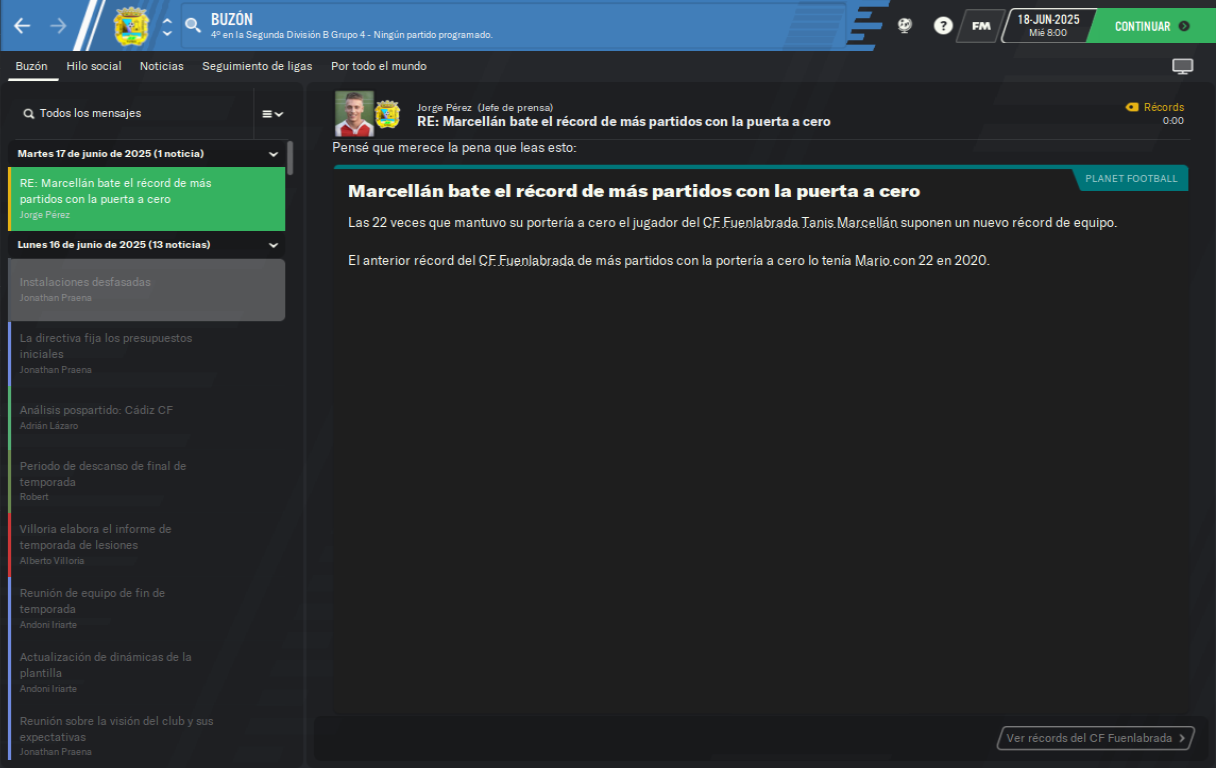 BUZÓN
4º en la Segunda División B Grupo 4 - Ningún partido programado.
?
FM
18-JUN-2025
Mié 8:00
CONTINUAR
Buzón
Hilo social
Noticias
Seguimiento de ligas
Por todo el mundo
Todos los mensajes
Martes 17 de junio de 2025 (1 noticia)
RE: Marcellán bate el récord de más
partidos con la puerta a cero
Jorge Pérez
Lunes 16 de junio de 2025 (13 noticias)
Instalaciones desfasadas
Jonathan Praena
La directiva fija los presupuestos
iniciales
Jonathan Praena
Análisis pospartido: Cádiz CF
Adrián Lázaro
Periodo de descanso de final de
temporada
Robert
Villoria elabora el informe de
temporada de lesiones
Alberto Villoria
Reunión de equipo de fin de
temporada
Andoni Iriarte
Actualización de dinámicas de la
plantilla
Andoni Iriarte
Reunión sobre la visión del club y sus
expectativas
Jonathan Praena
Jorge Pérez (Jefe de prensa)
RE: Marcellán bate el récord de más partidos con la puerta a cero
Récords
0:00
Pensé que merece la pena que leas esto:
PLANET FOOTBALL
Marcellán bate el récord de más partidos con la puerta a cero
Las 22 veces que mantuvo su portería a cero el jugador del CF Fuenlabrada Tanis Marcellán suponen un nuevo récord de equipo.
El anterior récord del CF Fuenlabrada de más partidos con la portería a cero lo tenía Mario con 22 en 2020.
Ver récords del CF Fuenlabrada